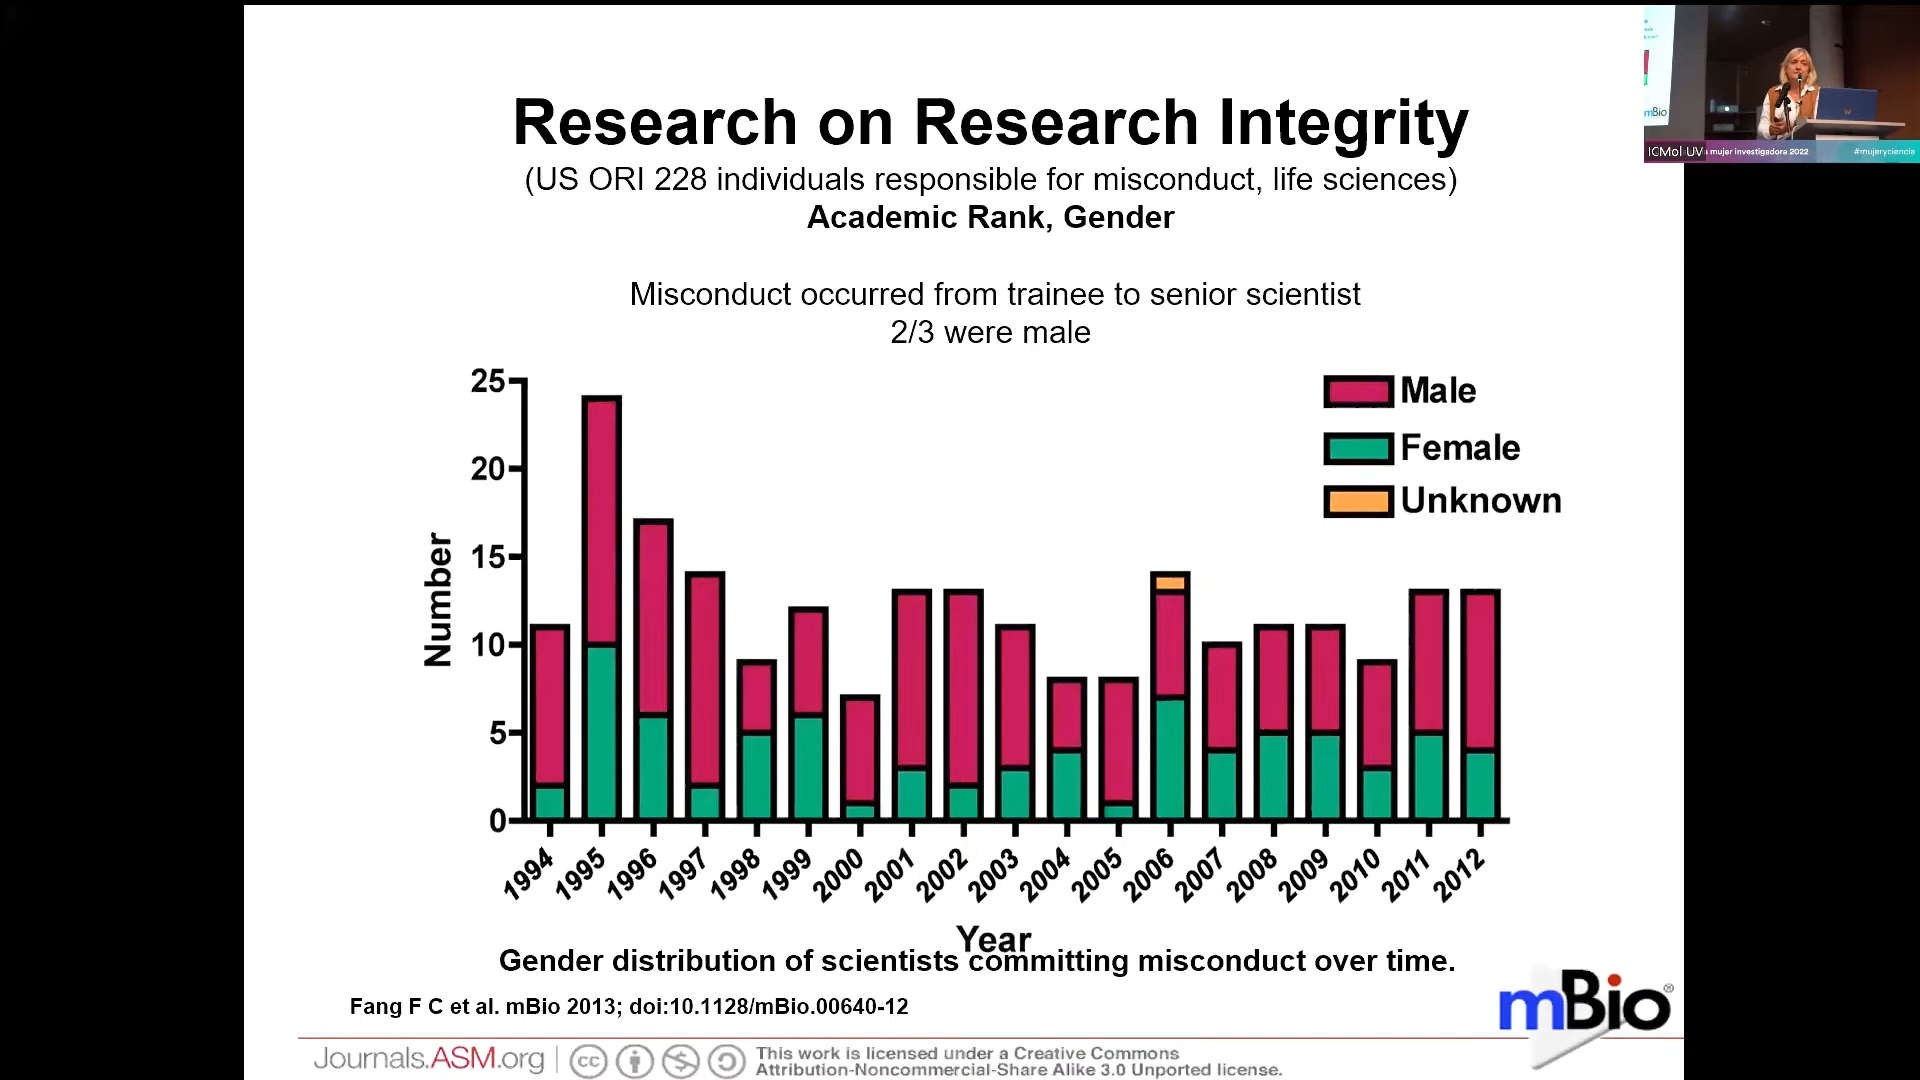 Research on Research Integrity
(US ORI 228 individuals responsible for misconduct, life sciences)
Academic Rank, Gender
Misconduct occurred from trainee to senior scientist
2/3 were male
25
20
15
10
5
0
Number
Male
Female
Unknown
1994
1995
1996
1997
1998
1999
2000
2001
2002
2003
2004
2005
2006
2007
2008
2009
2010
2011
2012
Year
Gender distribution of scientists committing misconduct over time.
Fang F C et al. mBio 2013; doi:10.1128/mBio.00640-12
mBio®
Journals.ASM.org
cc
This work is licensed under a Creative Commons
Attribution-Noncommercial-Share Alike 3.0 Unported license.
mBio
ICMol UV
mujer investigadora 2022
#mujeryciencia